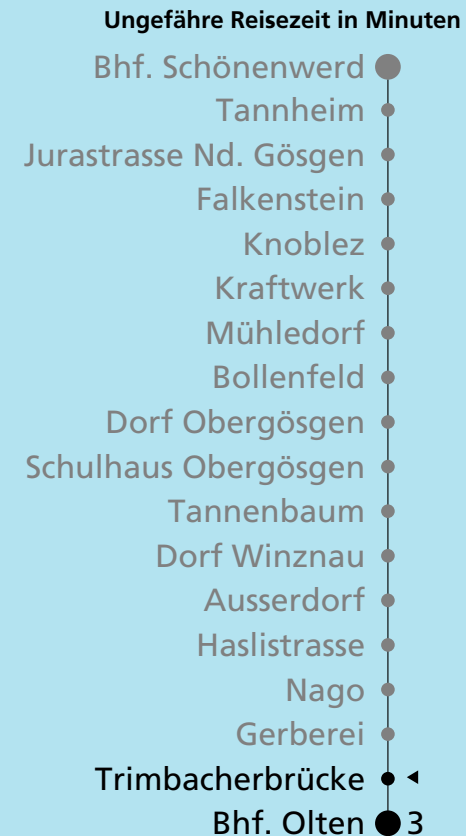 Ungefähre Reisezeit in Minuten
Bhf. Schönenwerd
Tannheim
Jurastrasse Nd. Gösgen
Falkenstein
Knoblez
Kraftwerk
Mühledorf
Bollenfeld
Dorf Obergösgen
Schulhaus Obergösgen
Tannenbaum
Dorf Winznau
Ausserdorf
Haslistrasse
Nago
Gerberei
Trimbacherbrücke
Bhf. Olten 3